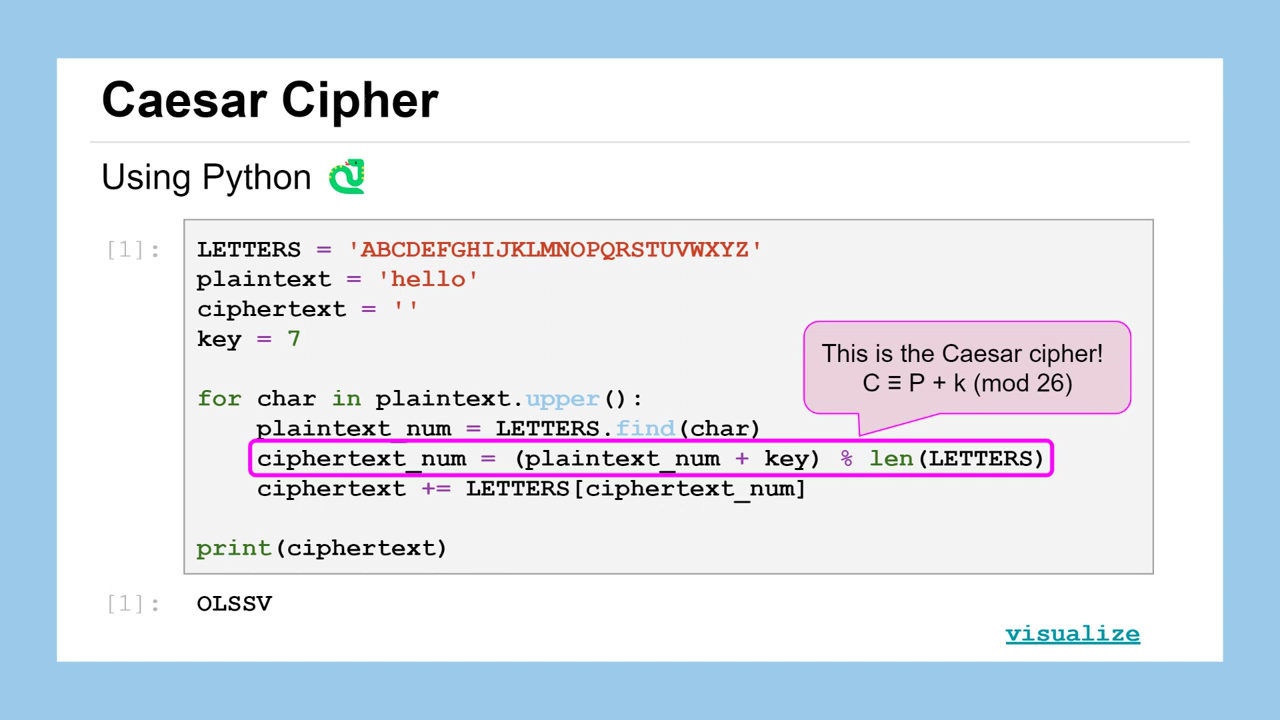 Caesar Cipher
Using Python
[1]:
LETTERS = 'ABCDEFGHIJKLMNOPQRSTUVWXYZ'
plaintext = 'hello'
ciphertext = ''
key = 7
This is the Caesar cipher!
C ≡ P + k (mod 26)
for char in plaintext.upper():
    plaintext_num = LETTERS.find(char)
    ciphertext_num = (plaintext_num + key) % len(LETTERS)
    ciphertext += LETTERS[ciphertext_num]
print(ciphertext)
[1]: OLSSV
visualize